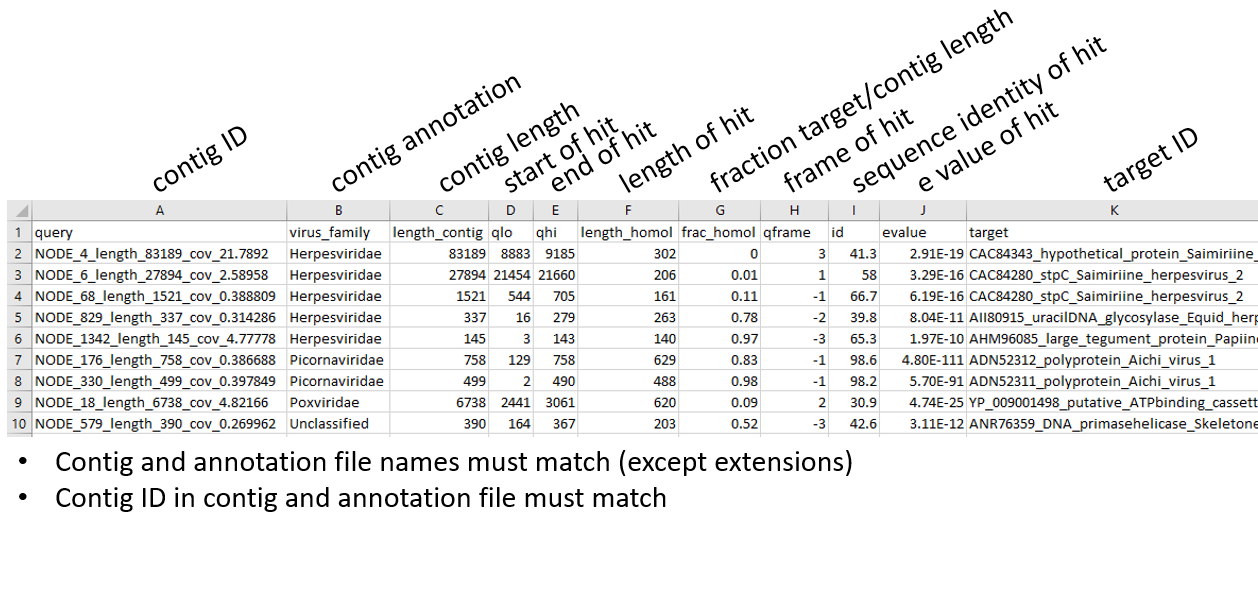 contig ID contig annotation contig length start of hit end of hit length of hit fraction target/contig length frame of hit sequence identity of hit e value of hit target ID
A B C D E F G H I J K
1 query virus_family length_contig qlo qhi length_homol frac_homol qframe id evalue target
2 NODE_4_length_83189_cov_21.7892 Herpesviridae 83189 8883 9185 302 0 3 41.3 2.91E-19 CAC84343_hypothetical_protein_Saimiriine_
3 NODE_6_length_27894_cov_2.58958 Herpesviridae 27894 21454 21660 206 0.01 1 58 3.29E-16 CAC84280_stpC_Saimiriine_herpesvirus_2
4 NODE_68_length_1521_cov_0.388809 Herpesviridae 1521 544 705 161 0.11 -1 66.7 6.19E-16 CAC84280_stpC_Saimiriine_herpesvirus_2
5 NODE_829_length_337_cov_0.314286 Herpesviridae 337 16 279 263 0.78 -2 39.8 8.04E-11 AII80915_uracilDNA_glycosylase_Equid_herp
6 NODE_1342_length_145_cov_4.77778 Herpesviridae 145 3 143 140 0.97 -3 65.3 1.97E-10 AHM96085_large_tegument_protein_Papiine
7 NODE_176_length_758_cov_0.386688 Picornaviridae 758 129 758 629 0.83 -1 98.6 4.80E-111 ADN52312_polyprotein_Aichi_virus_1
8 NODE_330_length_499_cov_0.397849 Picornaviridae 499 2 490 488 0.98 -1 98.2 5.70E-91 ADN52311_polyprotein_Aichi_virus_1
9 NODE_18_length_6738_cov_4.82166 Poxviridae 6738 2441 3061 620 0.09 2 30.9 4.74E-25 YP_009001498_putative_ATPbinding_cassett
10 NODE_579_length_390_cov_0.269962 Unclassified 390 164 367 203 0.52 -3 42.6 3.11E-12 ANR76359_DNA_primasehelicase_Skeletone
• Contig and annotation file names must match (except extensions)
• Contig ID in contig and annotation file must match